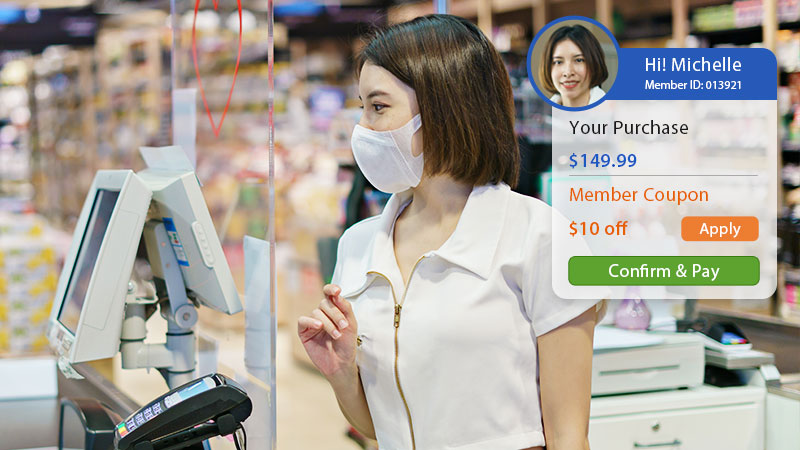 Hi! Michelle
Member ID: 013921
Your Purchase
$149.99
Member Coupon
$10 off
Apply
Confirm & Pay